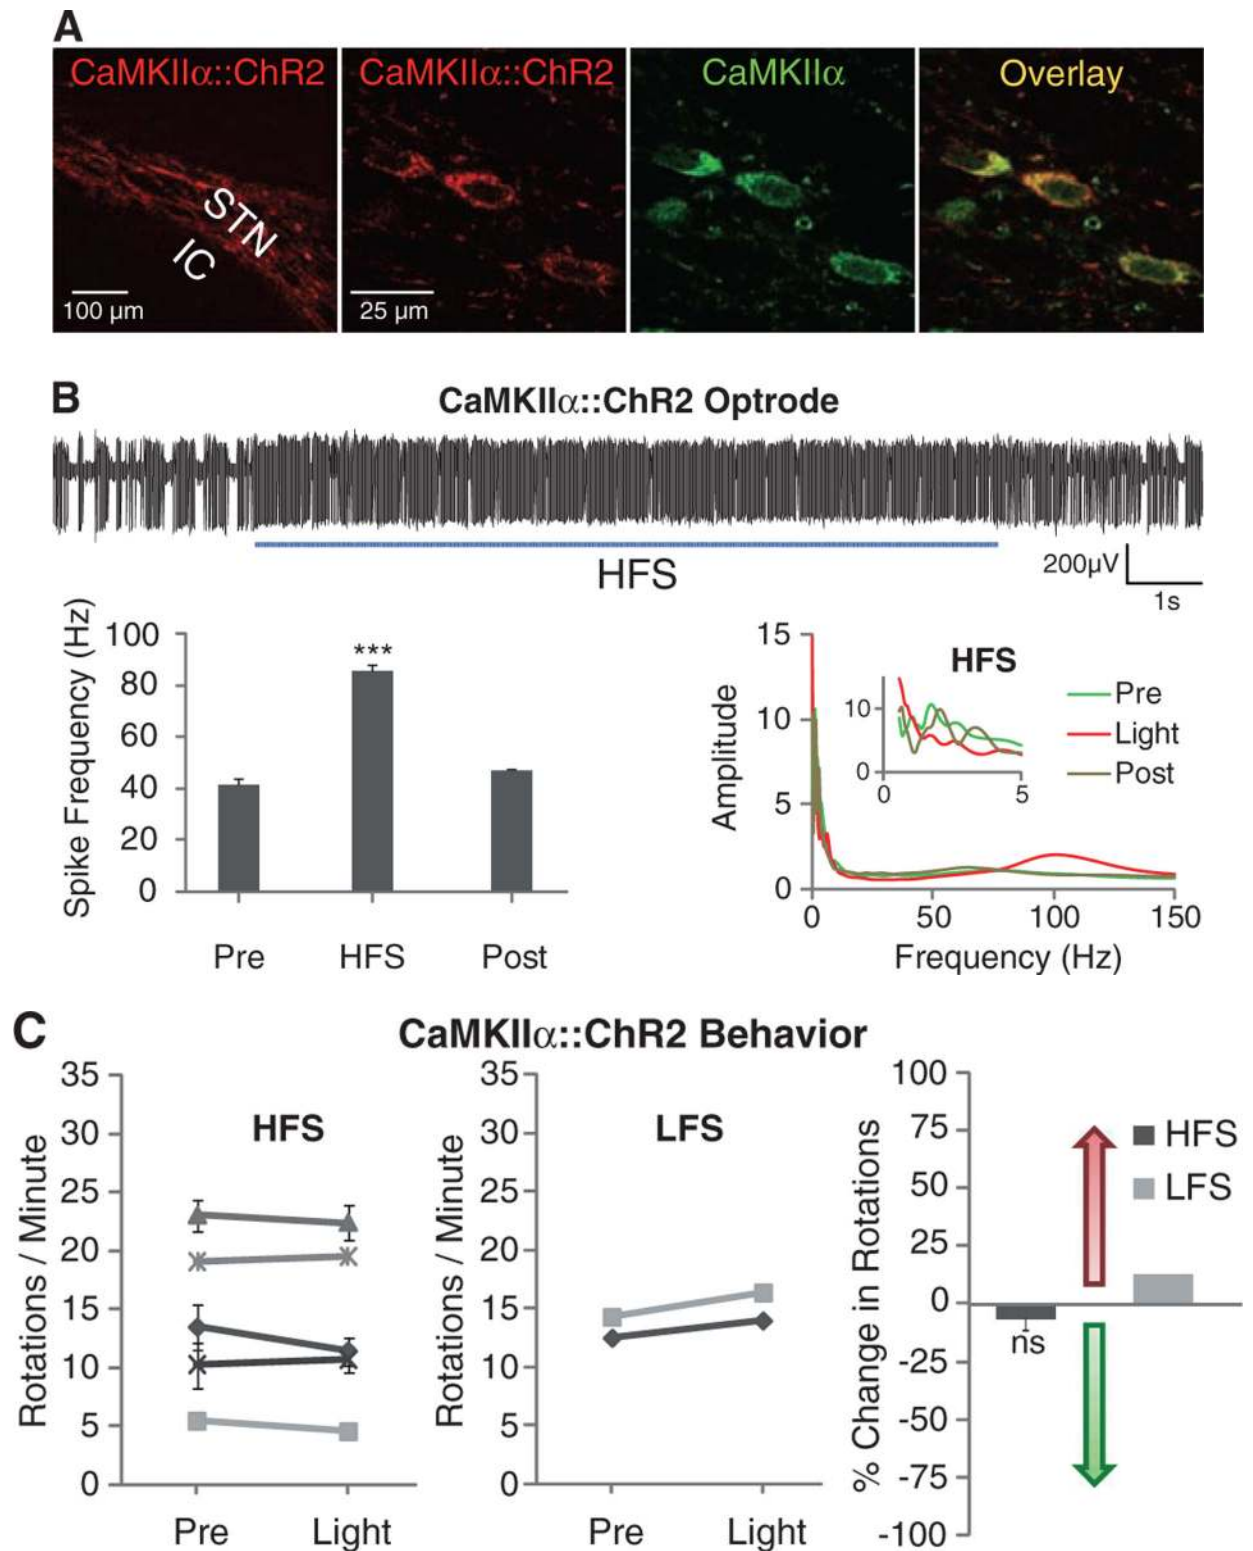 A
CaMKIIα::ChR2 CaMKIIα::ChR2 CaMKIIα Overlay
STN
IC
100 µm 25 µm
B CaMKIIα::ChR2 Optrode
HFS
200µV
1s
Spike Frequency (Hz)
100
80
60
40
20
0
***
Pre HFS Post
Amplitude
15
10
5
0
HFS
10
0
0 5
Pre
Light
Post
0 50 100 150
Frequency (Hz)
C CaMKIIα::ChR2 Behavior
Rotations / Minute
35
30
25
20
15
10
5
0
HFS
Pre Light
Rotations / Minute
35
30
25
20
15
10
5
0
LFS
Pre Light
% Change in Rotations
100
75
50
25
0
-25
-50
-75
-100
HFS
LFS
ns